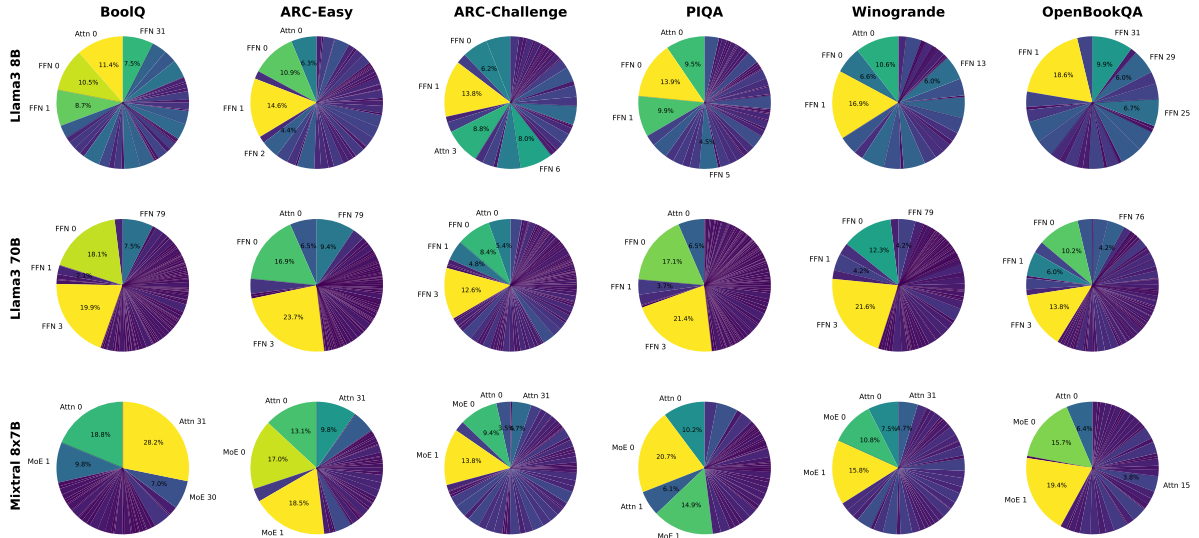 BoolQ
ARC-Easy
ARC-Challenge
PIQA
Winogrande
OpenBookQA
Llama3 8B
Attn 0
FFN 31
FFN 0
FFN 1
11.4%
7.5%
10.5%
8.7%
Attn 0
FFN 0
FFN 1
FFN 2
6.3%
10.9%
14.6%
4.4%
FFN 0
FFN 1
Attn 3
FFN 6
6.2%
13.8%
8.8%
8.0%
Attn 0
FFN 0
FFN 1
FFN 5
9.5%
13.9%
9.9%
4.5%
Attn 0
FFN 0
FFN 1
FFN 13
10.6%
6.6%
16.9%
6.0%
FFN 1
FFN 31
FFN 29
FFN 25
18.6%
9.9%
6.0%
6.7%
Llama3 70B
FFN 79
FFN 0
FFN 1
FFN 3
7.5%
18.1%
19.9%
Attn 0
FFN 79
FFN 0
FFN 3
6.5%
9.4%
16.9%
23.7%
Attn 0
FFN 0
FFN 1
FFN 3
5.4%
8.4%
4.8%
12.6%
Attn 0
FFN 0
FFN 1
FFN 3
6.5%
17.1%
3.7%
21.4%
FFN 0
FFN 79
FFN 1
FFN 3
12.3%
4.2%
4.2%
21.6%
FFN 0
FFN 76
FFN 1
FFN 3
10.2%
4.2%
6.0%
13.8%
Mixtral 8x7B
Attn 0
Attn 31
MoE 1
MoE 30
18.8%
28.2%
9.8%
7.0%
Attn 0
Attn 31
MoE 0
MoE 1
13.1%
9.8%
17.0%
18.5%
Attn 0
Attn 31
MoE 0
MoE 1
3.5%
4.7%
9.4%
13.8%
Attn 0
MoE 0
Attn 1
MoE 1
10.2%
20.7%
6.1%
14.9%
Attn 0
Attn 31
MoE 0
MoE 1
7.5%
4.7%
10.8%
15.8%
Attn 0
MoE 0
MoE 1
Attn 15
6.4%
15.7%
19.4%
3.8%